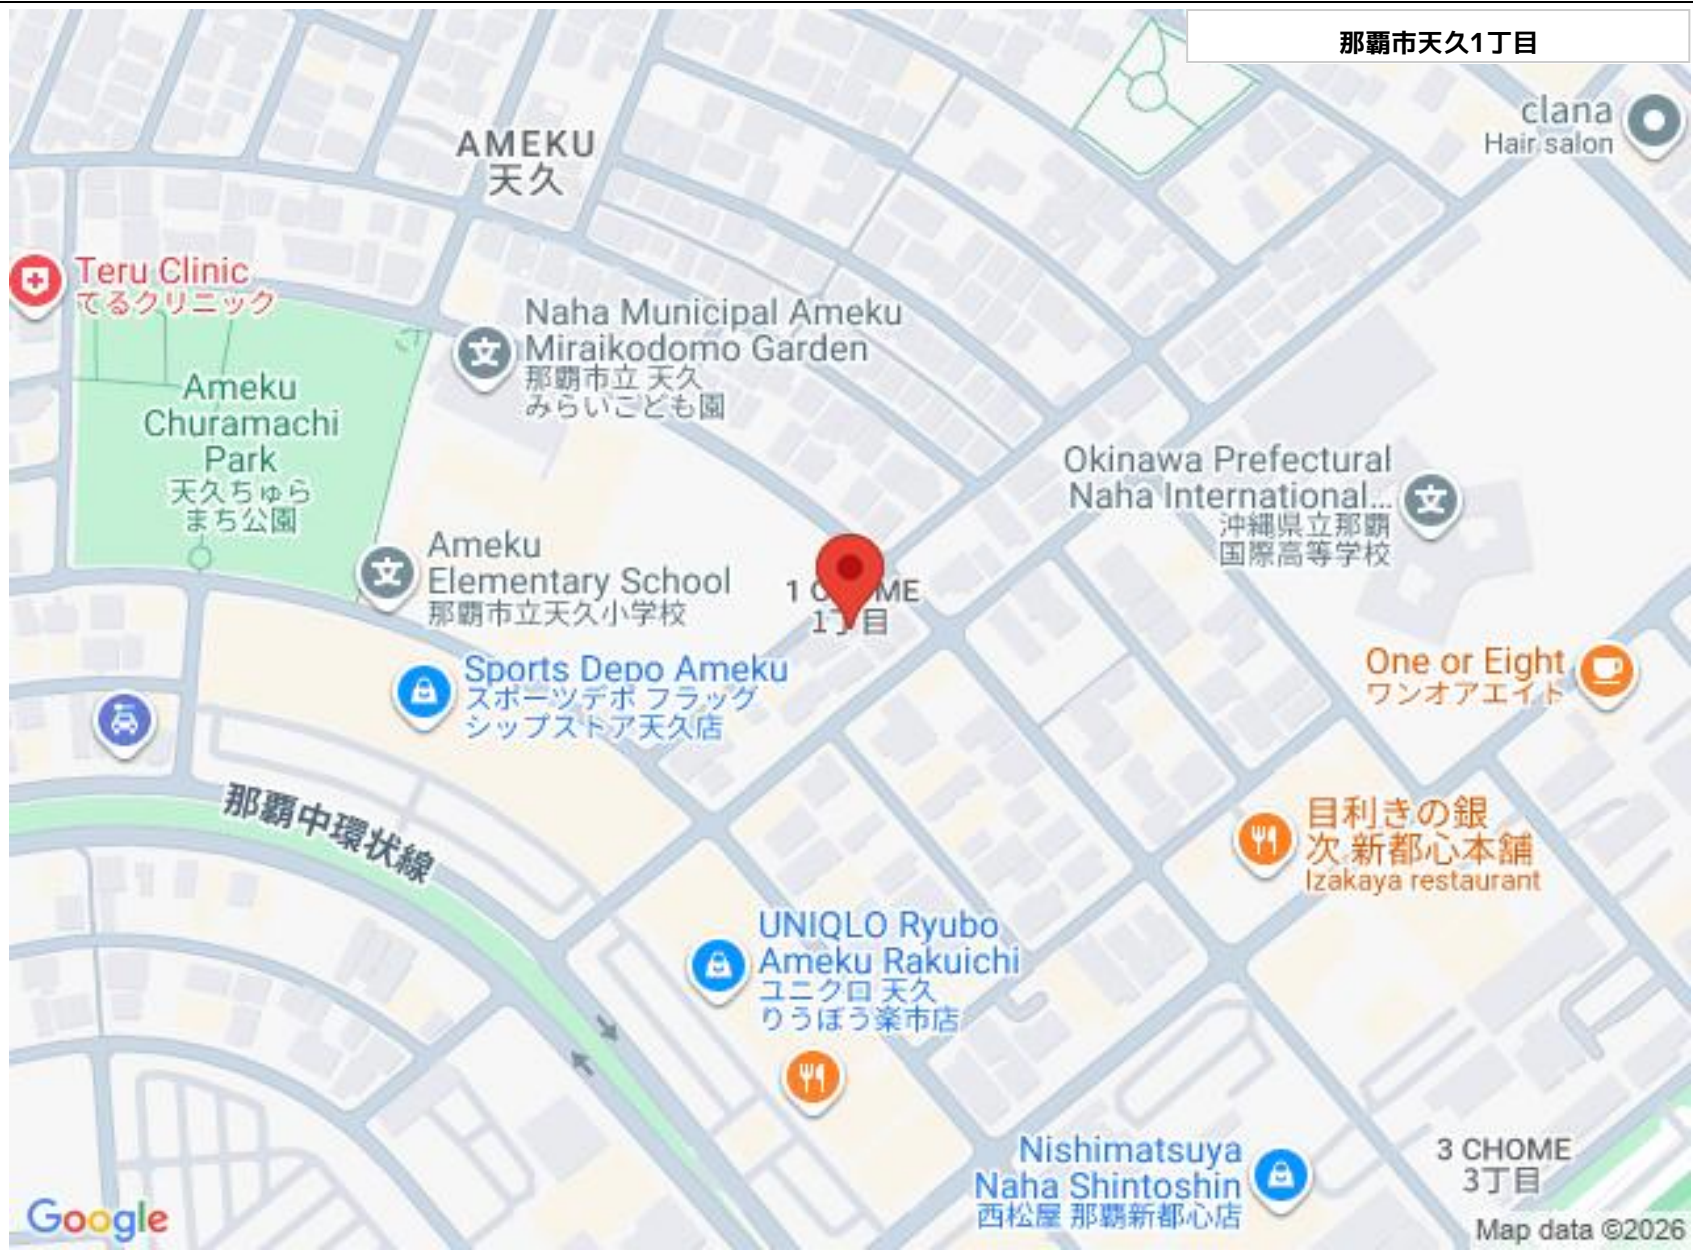 那覇市天久1丁目
clana
Hair salon
AMEKU
天久
Teru Clinic
てるクリニック
Naha Municipal Ameku
Miraikodomo Garden
那覇市立 天久
みらいこども園
Ameku
Churamachi
Park
天久ちゅら
まち公園
Okinawa Prefectural
Naha International...
沖縄県立那覇
国際高等学校
Ameku
Elementary School
那覇市立天久小学校
1丁目
Sports Depo Ameku
スポーツデポ フラッグ
シップストア天久店
One or Eight
ワンオアエイト
那覇中環状線
目利きの銀
次 新都心本舗
Izakaya restaurant
UNIQLO Ryubo
Ameku Rakuichi
ユニクロ 天久
りうぼう楽市店
Nishimatsuya
Naha Shintoshin
西松屋 那覇新都心店
3 CHOME
3丁目
Google
Map data ©2026